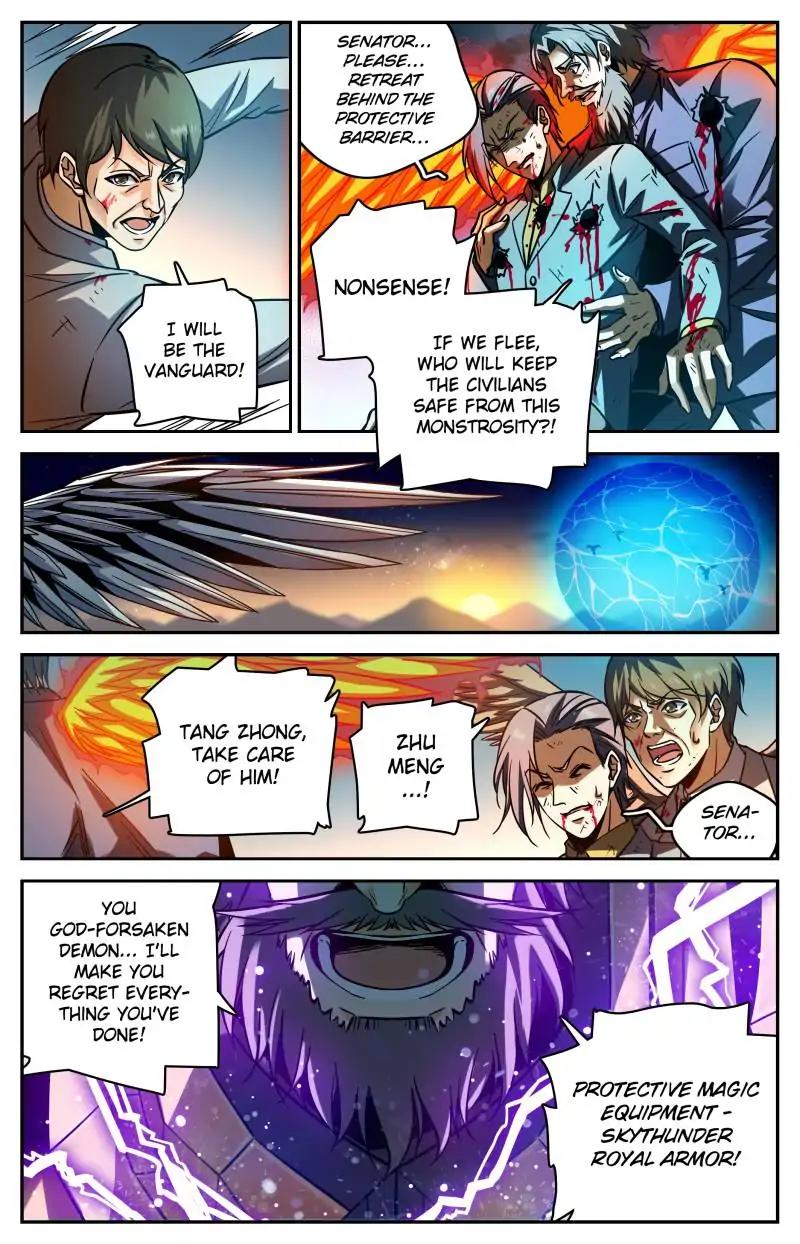 I WILL
BE THE
VANGUARD!
SENATOR...
PLEASE...
RETREAT
BEHIND THE
PROTECTIVE
BARRIER...
NONSENSE!
IF WE FLEE,
WHO WILL KEEP
THE CIVILIANS
SAFE FROM THIS
MONSTROSITY?!
TANG ZHONG,
TAKE CARE
OF HIM!
ZHU
MENG
...!
SENA-
TOR...
YOU
GOD-FORSAKEN
DEMON... I'LL
MAKE YOU
REGRET EVERY-
THING YOU'VE
DONE!
PROTECTIVE MAGIC
EQUIPMENT -
SKYTHUNDER
ROYAL ARMOR!